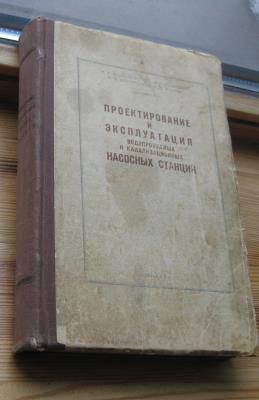 ПРОЕКТИРОВАНИЕ
И
ЭКСПЛУАТАЦИЯ
ВОДОПРОВОДНЫХ
И КАНАЛИЗАЦИОННЫХ
НАСОСНЫХ СТАНЦИЙ